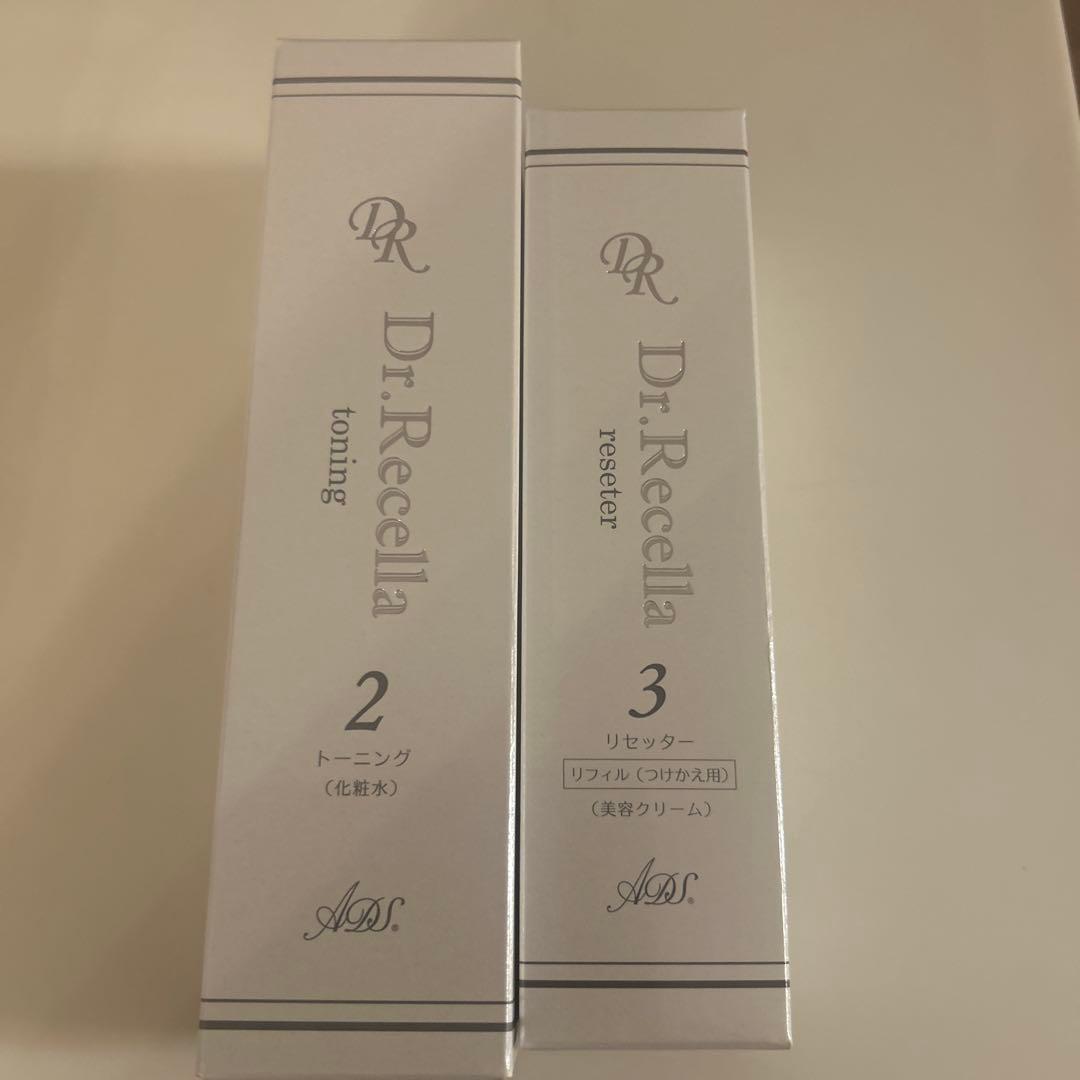 DR
Dr.Recella
toning
2
トーニング
（化粧水）
ADS®
DR
Dr.Recella
reseter
3
リセッター
リフィル（つけかえ用）
（美容クリーム）
ADS®